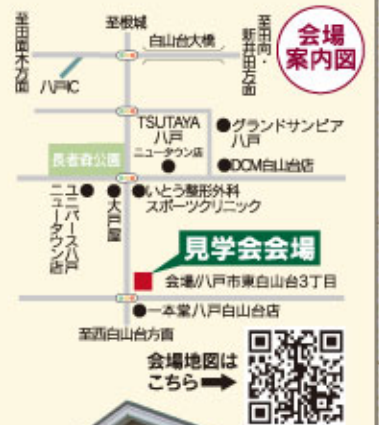 会場
案内図
至根城
白山台大橋
至田面木方面
至田向・
新井田方面
八戸IC
TSUTAYA
八戸
ニュータウン店
●グランドサンピア
八戸
●DCM白山台店
長者森公園
ユニバース八戸
ニュータウン店
大戸屋
●いとう整形外科
スポーツクリニック
見学会会場
会場/八戸市東白山台3丁目
●一本堂八戸白山台店
至西白山台方面
会場地図は
こちら➡